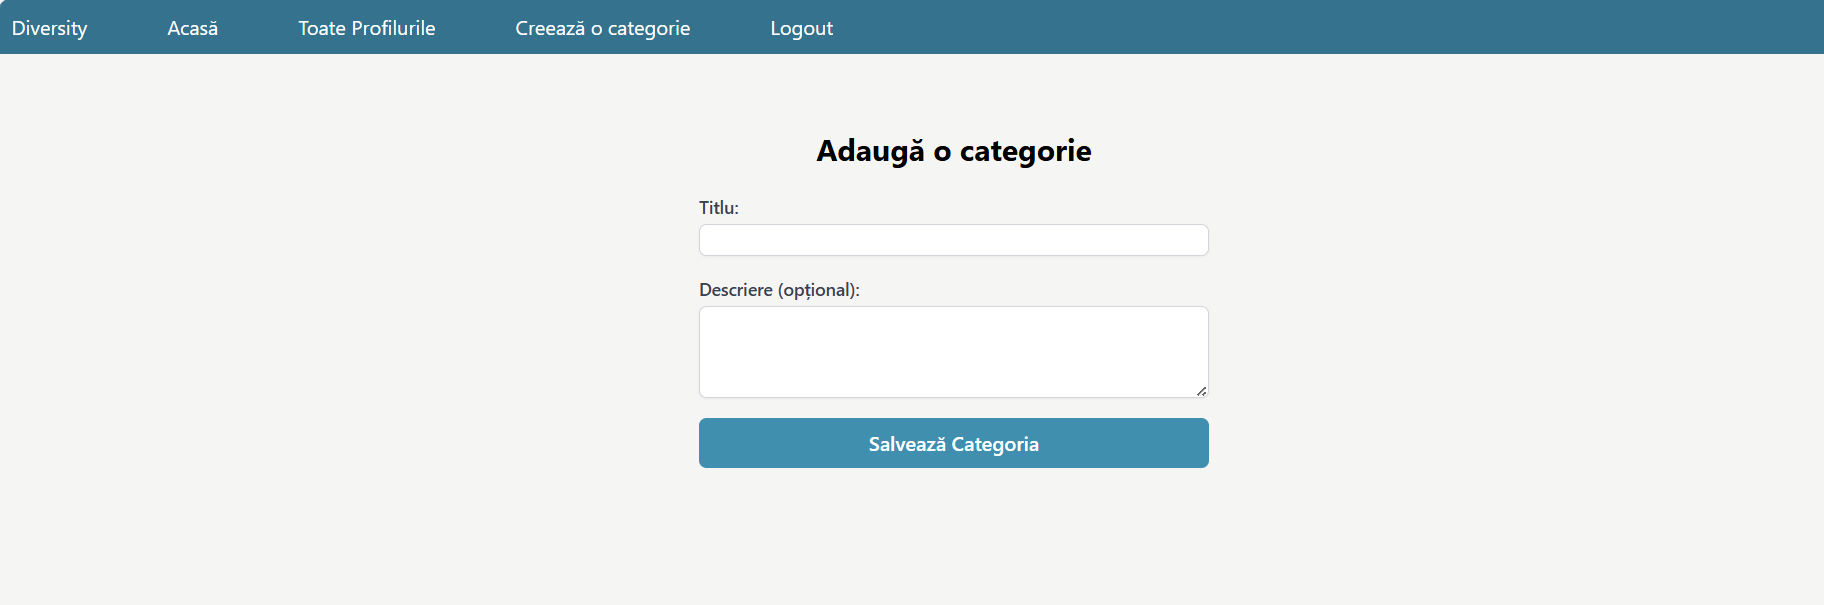 Diversity Acasă Toate Profilurile Creează o categorie Logout
Adaugă o categorie
Titlu:
Descriere (opțional):
Salvează Categoria